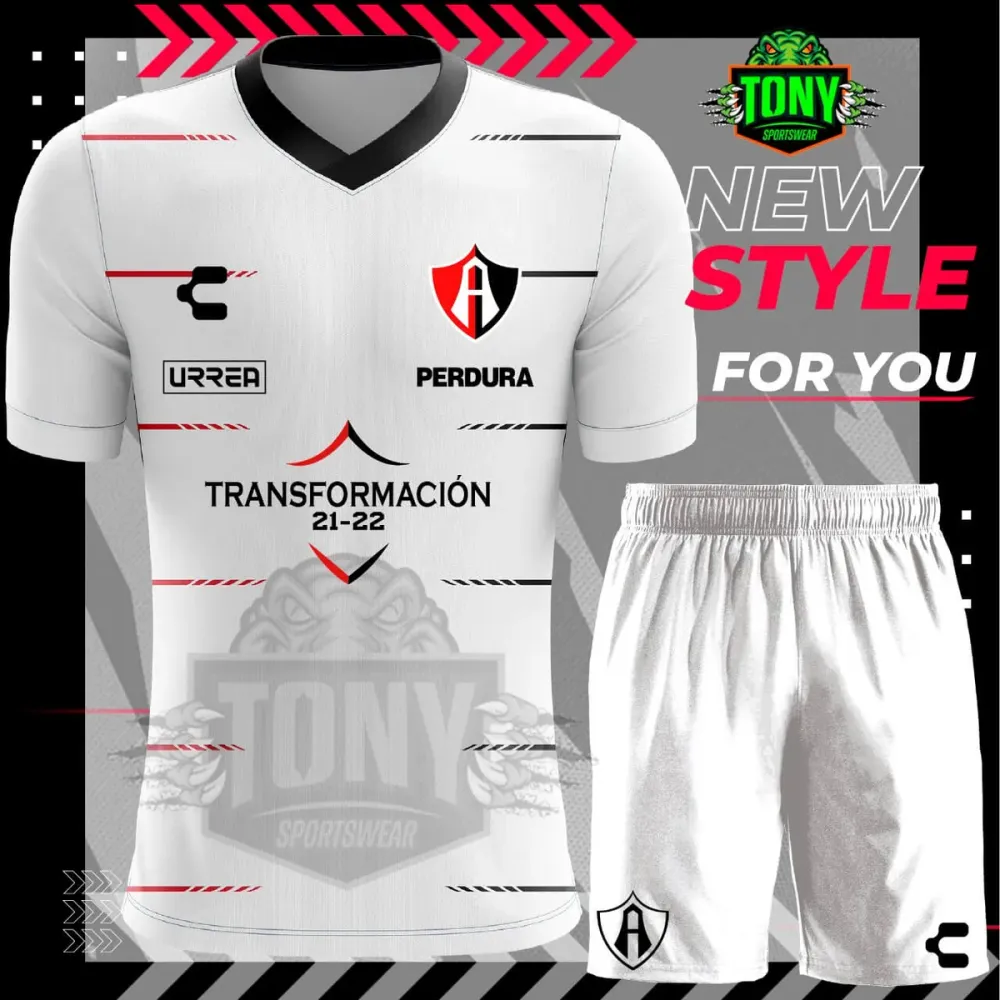 TONY
SPORTSWEAR
NEW
STYLE
FOR YOU
A
URREA
PERDURA
TRANSFORMACIÓN
21-22
TONY
SPORTSWEAR
A